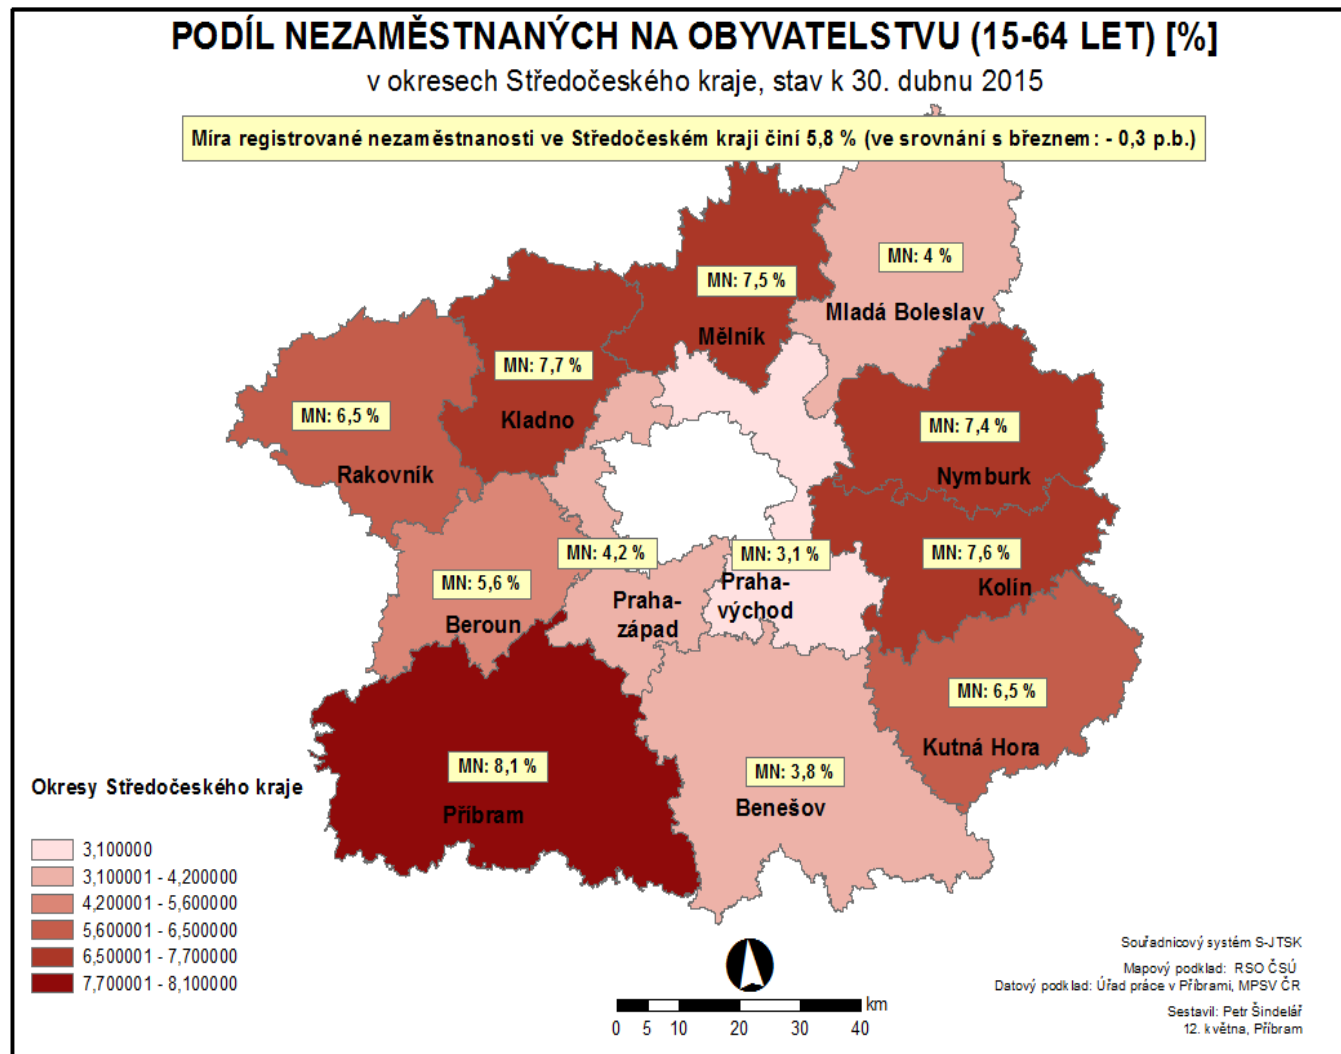 PODÍL NEZAMĚSTNANÝCH NA OBYVATELSTVU (15-64 LET) [%]
v okresech Středočeského kraje, stav k 30. dubnu 2015
Míra registrované nezaměstnanosti ve Středočeském kraji činí 5,8 % (ve srovnání s březnem: - 0,3 p.b.)
MN: 4 %
Mladá Boleslav
MN: 7,5 %
Mělník
MN: 7,7 %
Kladno
MN: 6,5 %
Rakovník
MN: 7,4 %
Nymburk
MN: 7,6 %
Kolín
MN: 4,2 %
Praha-
západ
MN: 3,1 %
Praha-
východ
MN: 5,6 %
Beroun
MN: 6,5 %
Kutná Hora
MN: 8,1 %
Příbram
MN: 3,8 %
Benešov
Okresy Středočeského kraje
3,100000
3,100001 - 4,200000
4,200001 - 5,600000
5,600001 - 6,500000
6,500001 - 7,700000
7,700001 - 8,100000
km
0 5 10 20 30 40
Souřadnicový systém S-JTSK
Mapový podklad: RSO ČSÚ
Datový podklad: Úřad práce v Příbrami, MPSV ČR
Sestavil: Petr Šindelář
12. května, Příbram